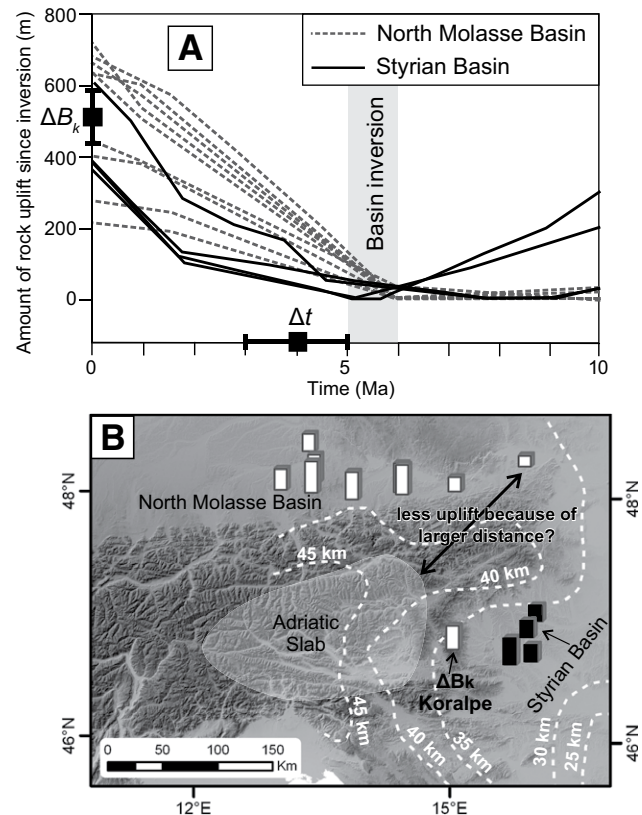 A
North Molasse Basin
Styrian Basin
Amount of rock uplift since inversion (m)
800
600
400
200
0
ΔBk
Basin inversion
Δt
0
5
10
Time (Ma)
B
48°N
48°N
North Molasse Basin
less uplift because of
larger distance?
45 km
40 km
Adriatic
Slab
Styrian Basin
ΔBk
Koralpe
45 km
40 km
35 km
30 km
25 km
46°N
46°N
0 50 100 150
Km
12°E
15°E